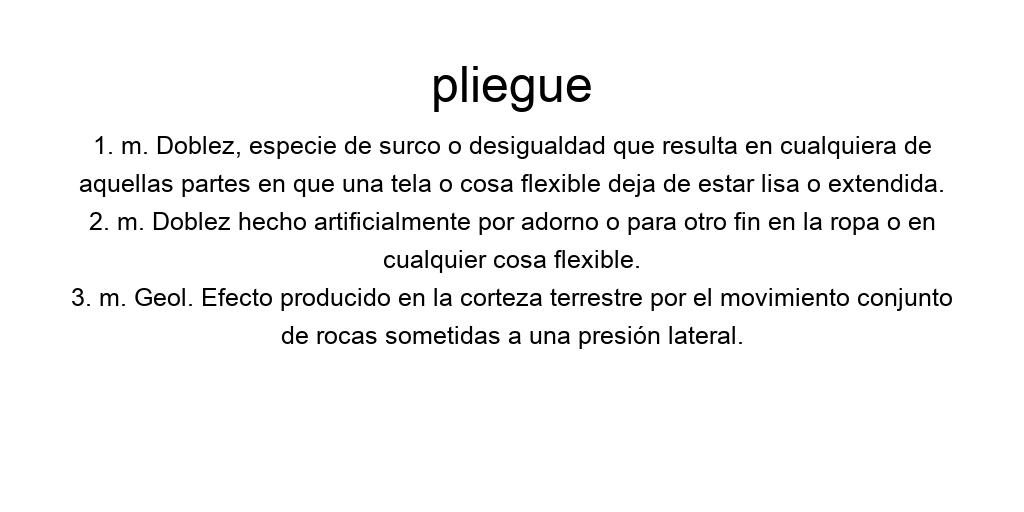 pliegue
1. m. Doblez, especie de surco o desigualdad que resulta en cualquiera de
aquellas partes en que una tela o cosa flexible deja de estar lisa o extendida.
2. m. Doblez hecho artificialmente por adorno o para otro fin en la ropa o en
cualquier cosa flexible.
3. m. Geol. Efecto producido en la corteza terrestre por el movimiento conjunto
de rocas sometidas a una presión lateral.